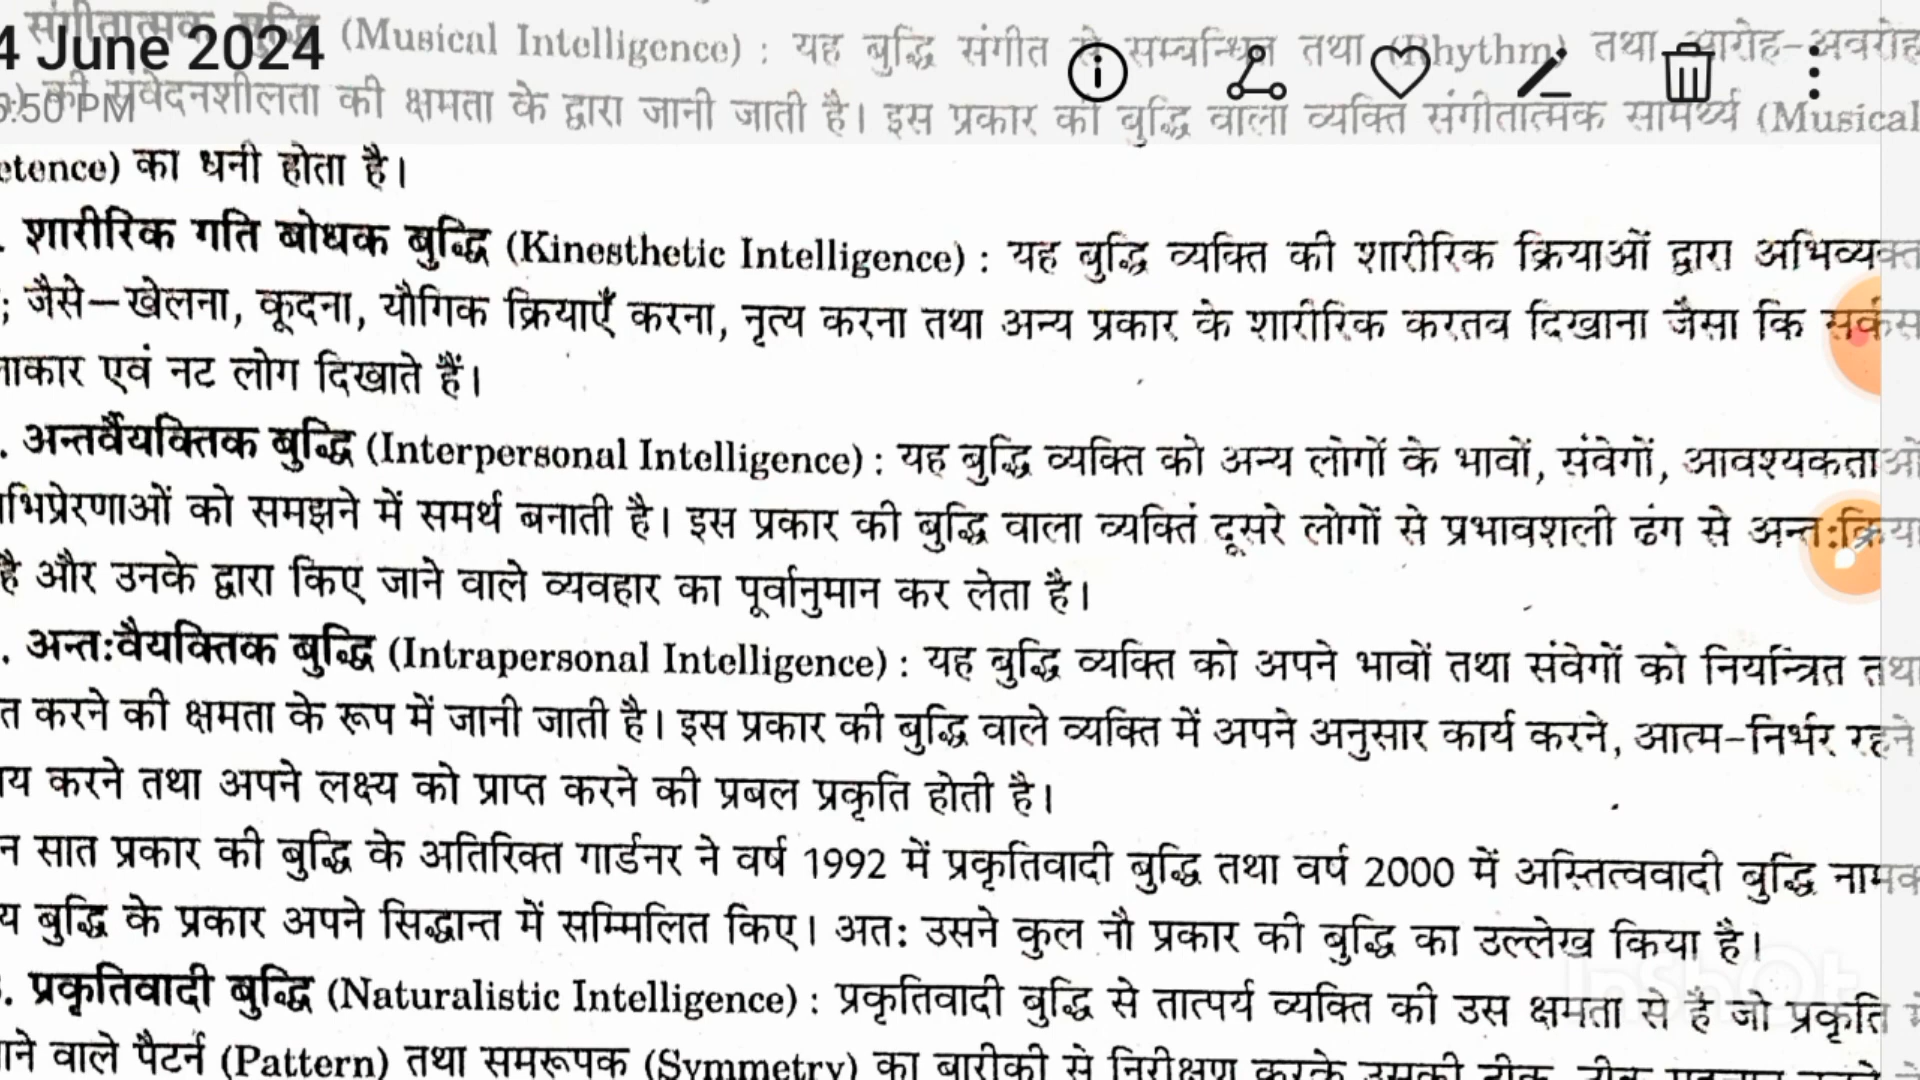 4 June 2024
:50 PM
संगीतात्मक बुद्धि (Musical Intelligence) : यह बुद्धि संगीत से सम्बन्धित तथा (Rhythm) तथा आरोह-अवरोह
) की संवेदनशीलता की क्षमता के द्वारा जानी जाती है। इस प्रकार की बुद्धि वाला व्यक्ति संगीतात्मक सामर्थ्य (Musical
etence) का धनी होता है।
. शारीरिक गति बोधक बुद्धि (Kinesthetic Intelligence) : यह बुद्धि व्यक्ति की शारीरिक क्रियाओं द्वारा अभिव्यक्त
; जैसे—खेलना, कूदना, यौगिक क्रियाएँ करना, नृत्य करना तथा अन्य प्रकार के शारीरिक करतव दिखाना जैसा कि सर्कस
ाकार एवं नट लोग दिखाते हैं।
. अन्तर्वैयक्तिक बुद्धि (Interpersonal Intelligence) : यह बुद्धि व्यक्ति को अन्य लोगों के भावों, संवेगों, आवश्यकताओं
भिप्रेरणाओं को समझने में समर्थ बनाती है। इस प्रकार की बुद्धि वाला व्यक्तिं दूसरे लोगों से प्रभावशली ढंग से अन्त:क्रिया
है और उनके द्वारा किए जाने वाले व्यवहार का पूर्वानुमान कर लेता है।
. अन्त:वैयक्तिक बुद्धि (Intrapersonal Intelligence) : यह बुद्धि व्यक्ति को अपने भावों तथा संवेगों को नियन्त्रित तथा
त करने की क्षमता के रूप में जानी जाती है। इस प्रकार की बुद्धि वाले व्यक्ति में अपने अनुसार कार्य करने, आत्म-निर्भर रहने
य करने तथा अपने लक्ष्य को प्राप्त करने की प्रबल प्रकृति होती है।
न सात प्रकार की बुद्धि के अतिरिक्त गार्डनर ने वर्ष 1992 में प्रकृतिवादी बुद्धि तथा वर्ष 2000 में अस्तित्ववादी बुद्धि नामक
य बुद्धि के प्रकार अपने सिद्धान्त में सम्मिलित किए। अत: उसने कुल नौ प्रकार की बुद्धि का उल्लेख किया है।
. प्रकृतिवादी बुद्धि (Naturalistic Intelligence) : प्रकृतिवादी बुद्धि से तात्पर्य व्यक्ति की उस क्षमता से है जो प्रकृति में
ाने वाले पैटर्न (Pattern) तथा समरूपक (Symmetry) का बारीकी से निरीक्षण करके उसकी ठीक-ठीक
InShOt